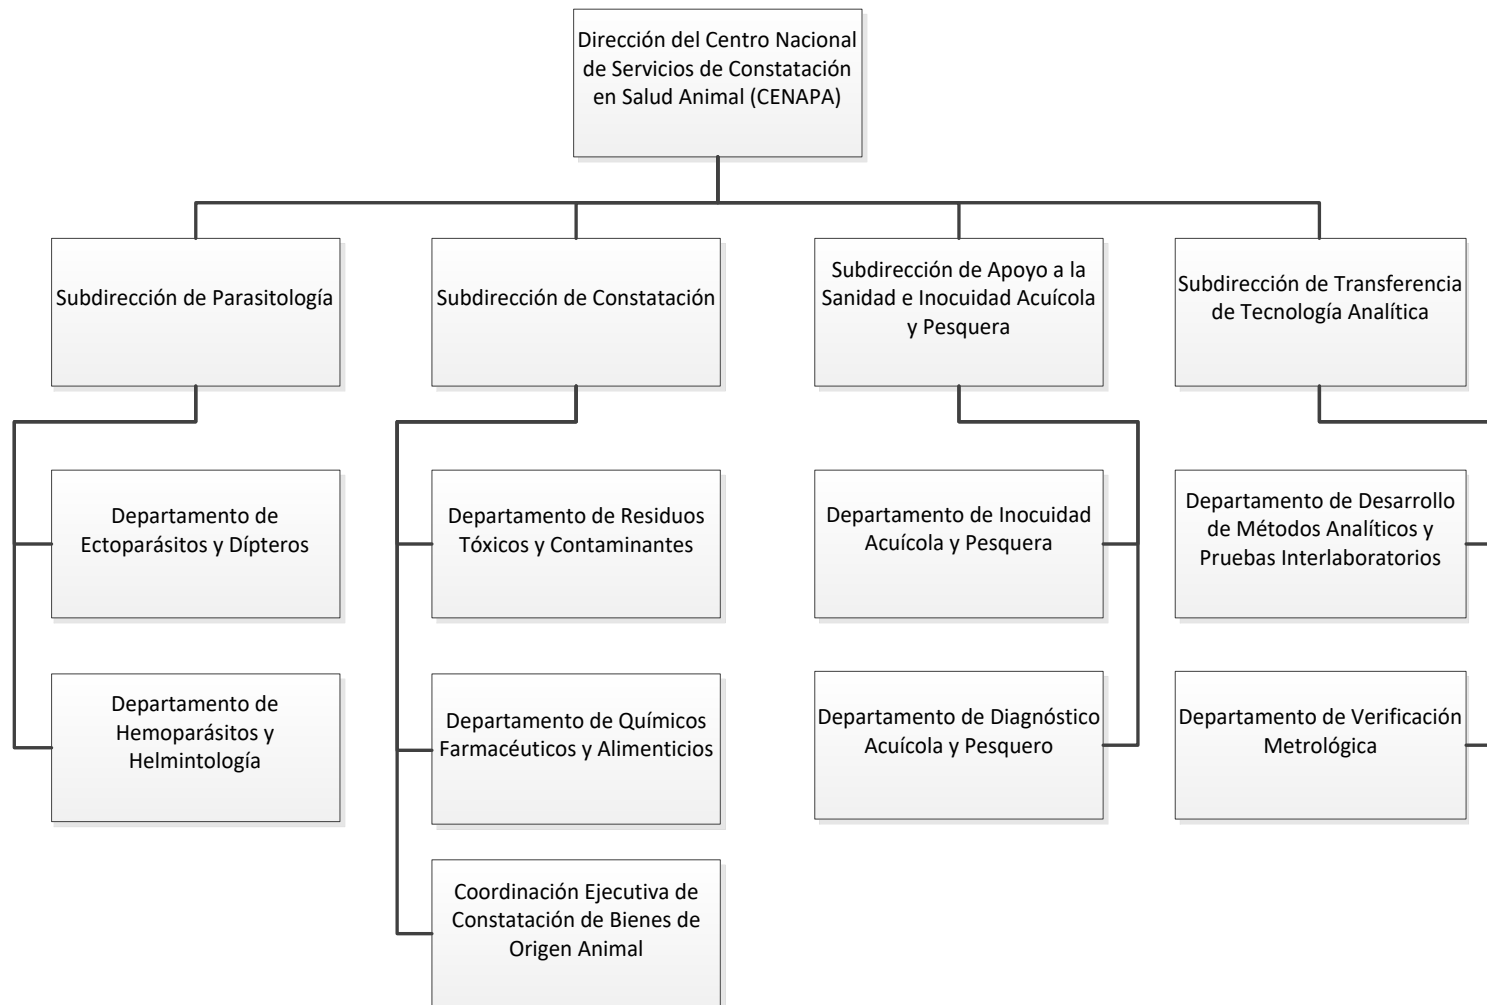 Dirección del Centro Nacional
de Servicios de Constatación
en Salud Animal (CENAPA)
Subdirección de Parasitología
Subdirección de Constatación
Subdirección de Apoyo a la
Sanidad e Inocuidad Acuícola
y Pesquera
Subdirección de Transferencia
de Tecnología Analítica
Departamento de
Ectoparásitos y Dípteros
Departamento de Residuos
Tóxicos y Contaminantes
Departamento de Inocuidad
Acuícola y Pesquera
Departamento de Desarrollo
de Métodos Analíticos y
Pruebas Interlaboratorios
Departamento de
Hemoparásitos y
Helmintología
Departamento de Químicos
Farmacéuticos y Alimenticios
Departamento de Diagnóstico
Acuícola y Pesquero
Departamento de Verificación
Metrológica
Coordinación Ejecutiva de
Constatación de Bienes de
Origen Animal